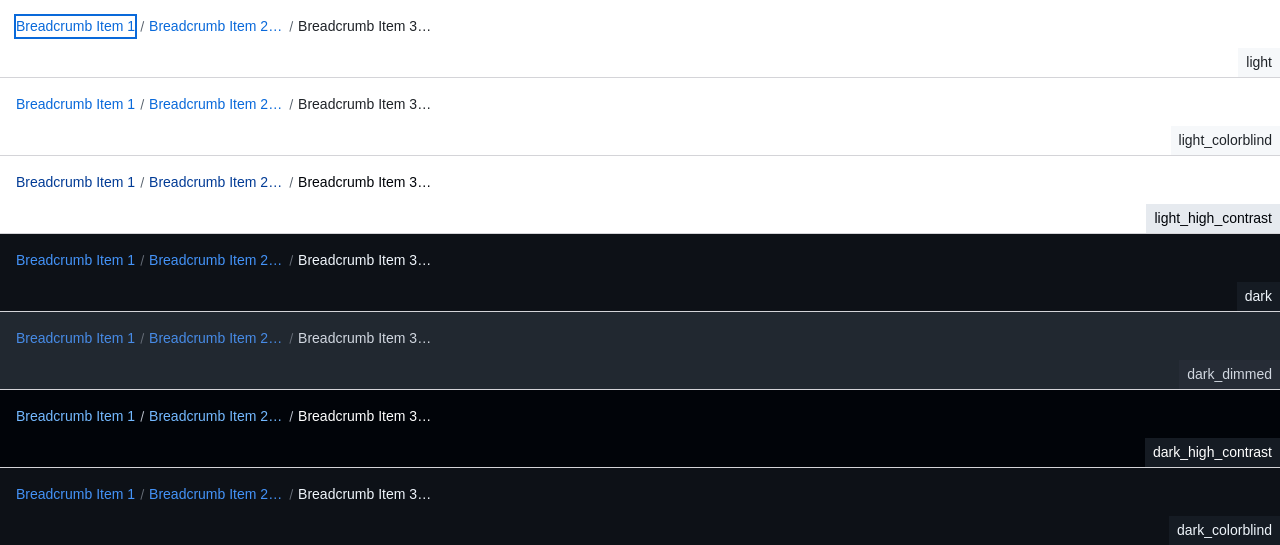 Breadcrumb Item 1 / Breadcrumb Item 2… / Breadcrumb Item 3…
light
Breadcrumb Item 1 / Breadcrumb Item 2… / Breadcrumb Item 3…
light_colorblind
Breadcrumb Item 1 / Breadcrumb Item 2… / Breadcrumb Item 3…
light_high_contrast
Breadcrumb Item 1 / Breadcrumb Item 2… / Breadcrumb Item 3…
dark
Breadcrumb Item 1 / Breadcrumb Item 2… / Breadcrumb Item 3…
dark_dimmed
Breadcrumb Item 1 / Breadcrumb Item 2… / Breadcrumb Item 3…
dark_high_contrast
Breadcrumb Item 1 / Breadcrumb Item 2… / Breadcrumb Item 3…
dark_colorblind